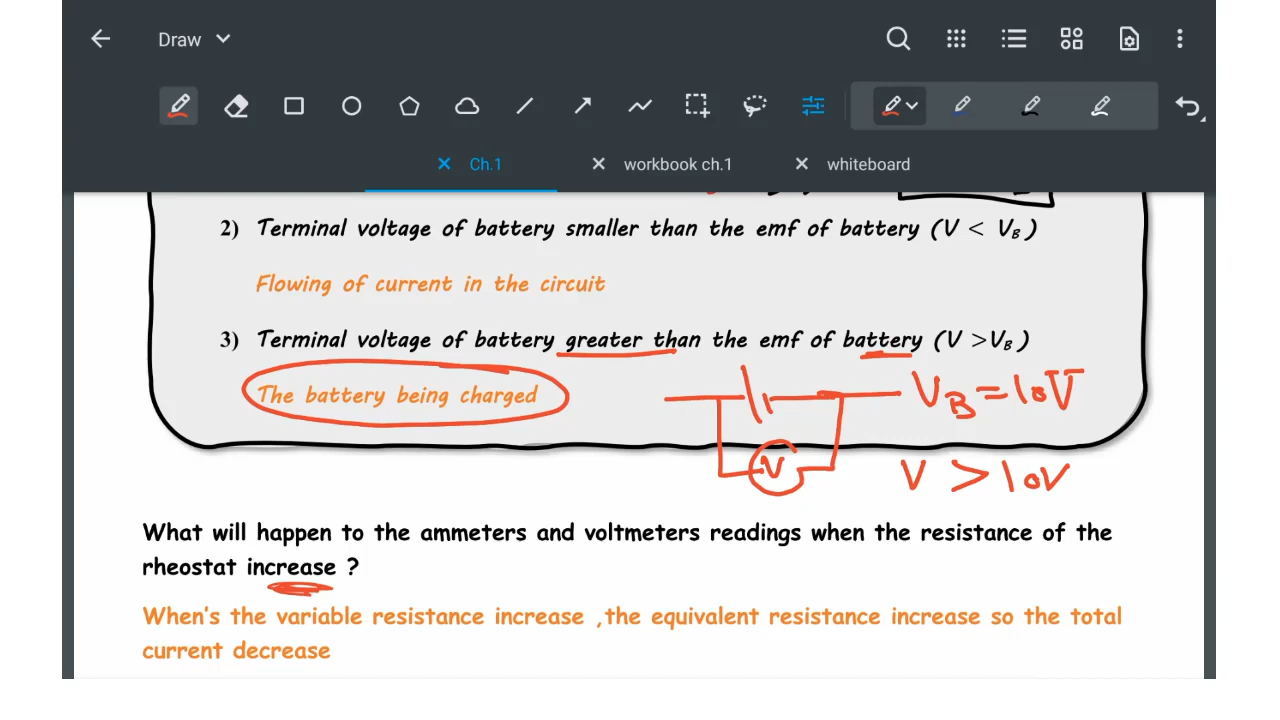 Draw
Ch.1
workbook ch.1
whiteboard
2) Terminal voltage of battery smaller than the emf of battery (V < VB)
Flowing of current in the circuit
3) Terminal voltage of battery greater than the emf of battery (V >VB)
The battery being charged
VB = 10V
V
V > 10V
What will happen to the ammeters and voltmeters readings when the resistance of the
rheostat increase ?
When's the variable resistance increase ,the equivalent resistance increase so the total
current decrease